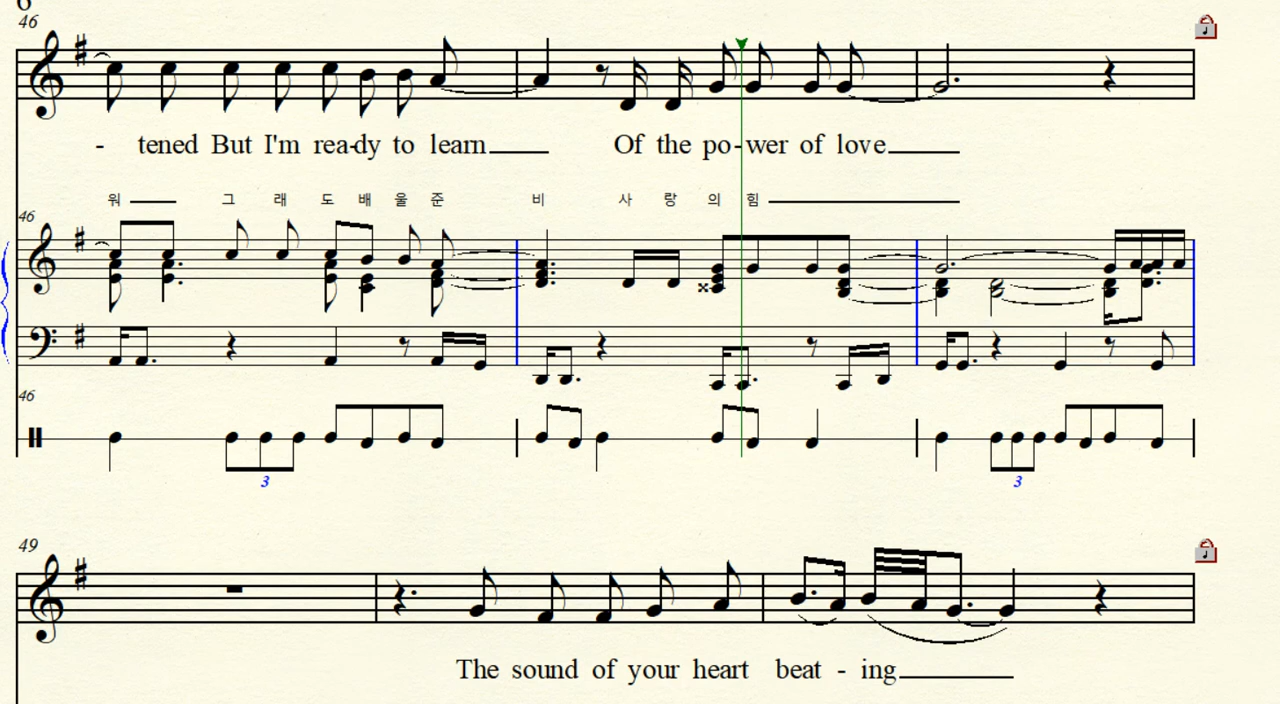 6
46
- tened But I'm rea-dy to learn Of the po-wer of love
워 그 래 도 배 울 준 비 사 랑 의 힘
46
46
3 3
49
The sound of your heart beat - ing